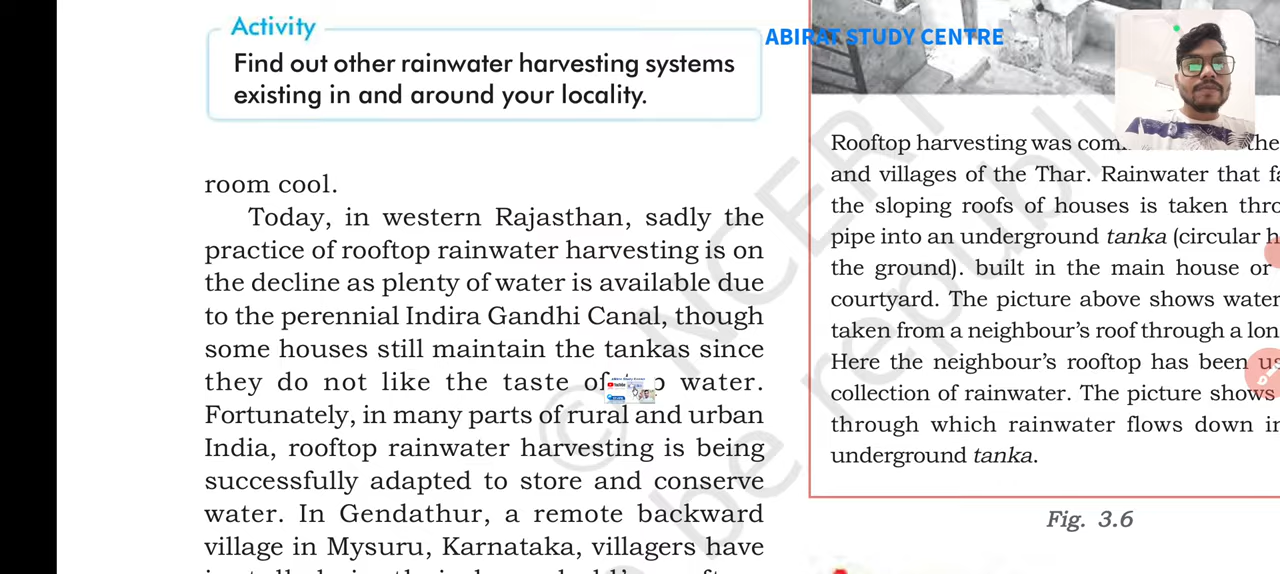 Activity
Find out other rainwater harvesting systems
existing in and around your locality.
room cool.
Today, in western Rajasthan, sadly the
practice of rooftop rainwater harvesting is on
the decline as plenty of water is available due
to the perennial Indira Gandhi Canal, though
some houses still maintain the tankas since
they do not like the taste of water.
Fortunately, in many parts of rural and urban
India, rooftop rainwater harvesting is being
successfully adapted to store and conserve
water. In Gendathur, a remote backward
village in Mysuru, Karnataka, villagers have
ABIRAT STUDY CENTRE
Rooftop harvesting was the
and villages of the Thar. Rainwater that
the sloping roofs of houses is taken
pipe into an underground tanka (circular
the ground). built in the main house or
courtyard. The picture above shows water
taken from a neighbour's roof through a
Here the neighbour's rooftop has been
collection of rainwater. The picture shows
through which rainwater flows down
underground tanka.
Fig. 3.6
© NCERT
be republi